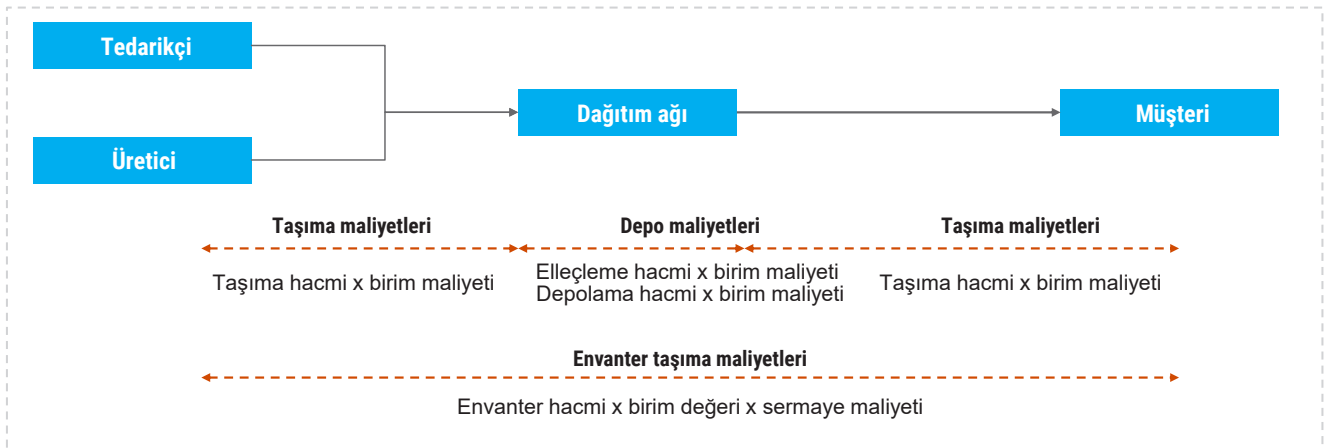 Tedarikçi
Üretici
Dağıtım ağı
Müşteri
Taşıma maliyetleri
Depo maliyetleri
Taşıma maliyetleri
Taşıma hacmi x birim maliyeti
Elleçleme hacmi x birim maliyeti
Depolama hacmi x birim maliyeti
Taşıma hacmi x birim maliyeti
Envanter taşıma maliyetleri
Envanter hacmi x birim değeri x sermaye maliyeti